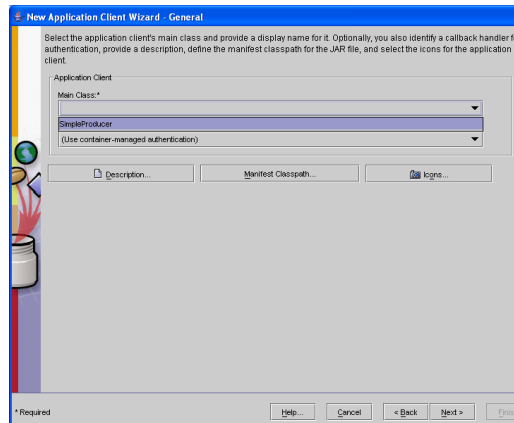 New Application Client Wizard - General
Select the application client's main class and provide a display name for it. Optionally, you also identify a callback handler f
authentication, provide a description, define the manifest classpath for the JAR file, and select the icons for the application
client.
Application Client
Main Class:*
SimpleProducer
(Use container-managed authentication)
Description... Manifest Classpath... Icons...
* Required Help... Cancel < Back Next > Finis